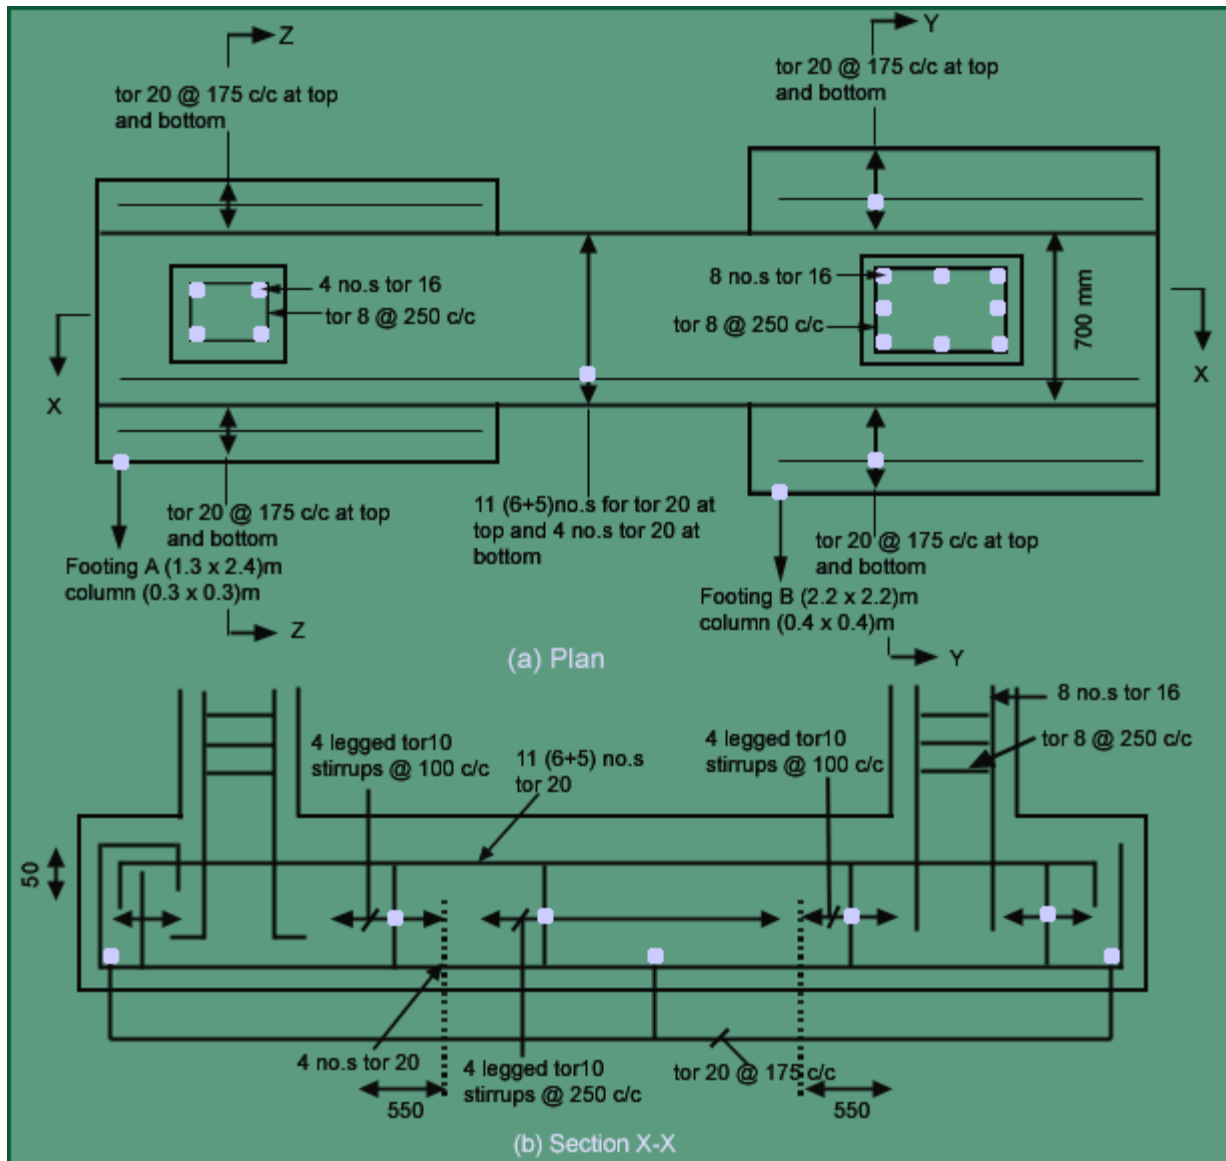 Z
Y
tor 20 @ 175 c/c at top
and bottom
tor 20 @ 175 c/c at top
and bottom
4 no.s tor 16
tor 8 @ 250 c/c
8 no.s tor 16
tor 8 @ 250 c/c
700 mm
X
X
tor 20 @ 175 c/c at top
and bottom
11 (6+5)no.s for tor 20 at
top and 4 no.s tor 20 at
bottom
tor 20 @ 175 c/c at top
and bottom
Footing A (1.3 x 2.4)m
column (0.3 x 0.3)m
Footing B (2.2 x 2.2)m
column (0.4 x 0.4)m
Z
(a) Plan
Y
4 legged tor10
stirrups @ 100 c/c
11 (6+5) no.s
tor 20
4 legged tor10
stirrups @ 100 c/c
8 no.s tor 16
tor 8 @ 250 c/c
50
4 no.s tor 20
4 legged tor10
stirrups @ 250 c/c
tor 20 @ 175 c/c
550
550
(b) Section X-X